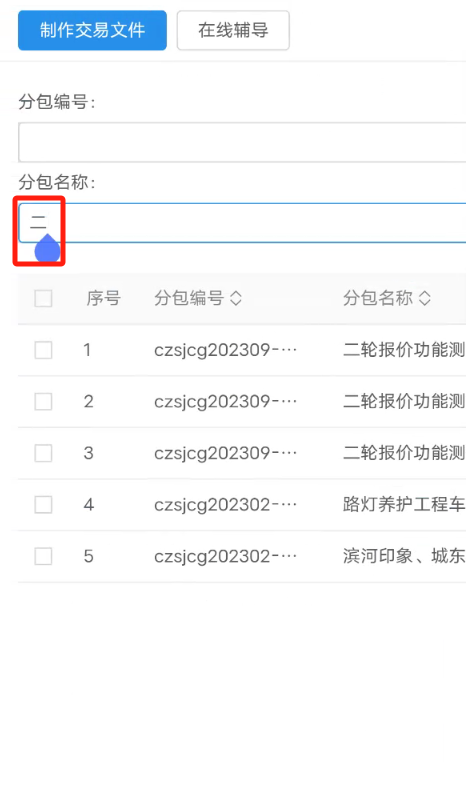 制作交易文件 在线辅导
分包编号:
分包名称:
二
序号 分包编号 分包名称
1 czsjcg202309-··· 二轮报价功能测
2 czsjcg202309-··· 二轮报价功能测
3 czsjcg202309-··· 二轮报价功能测
4 czsjcg202302-··· 路灯养护工程车
5 czsjcg202302-··· 滨河印象、城东